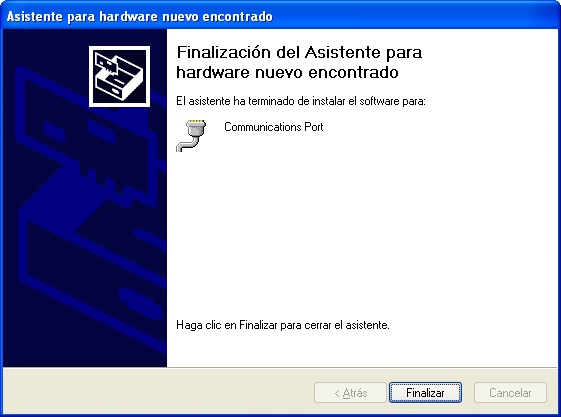 Asistente para hardware nuevo encontrado
Finalización del Asistente para
hardware nuevo encontrado
El asistente ha terminado de instalar el software para:
Communications Port
Haga clic en Finalizar para cerrar el asistente.
< Atrás
Finalizar
Cancelar